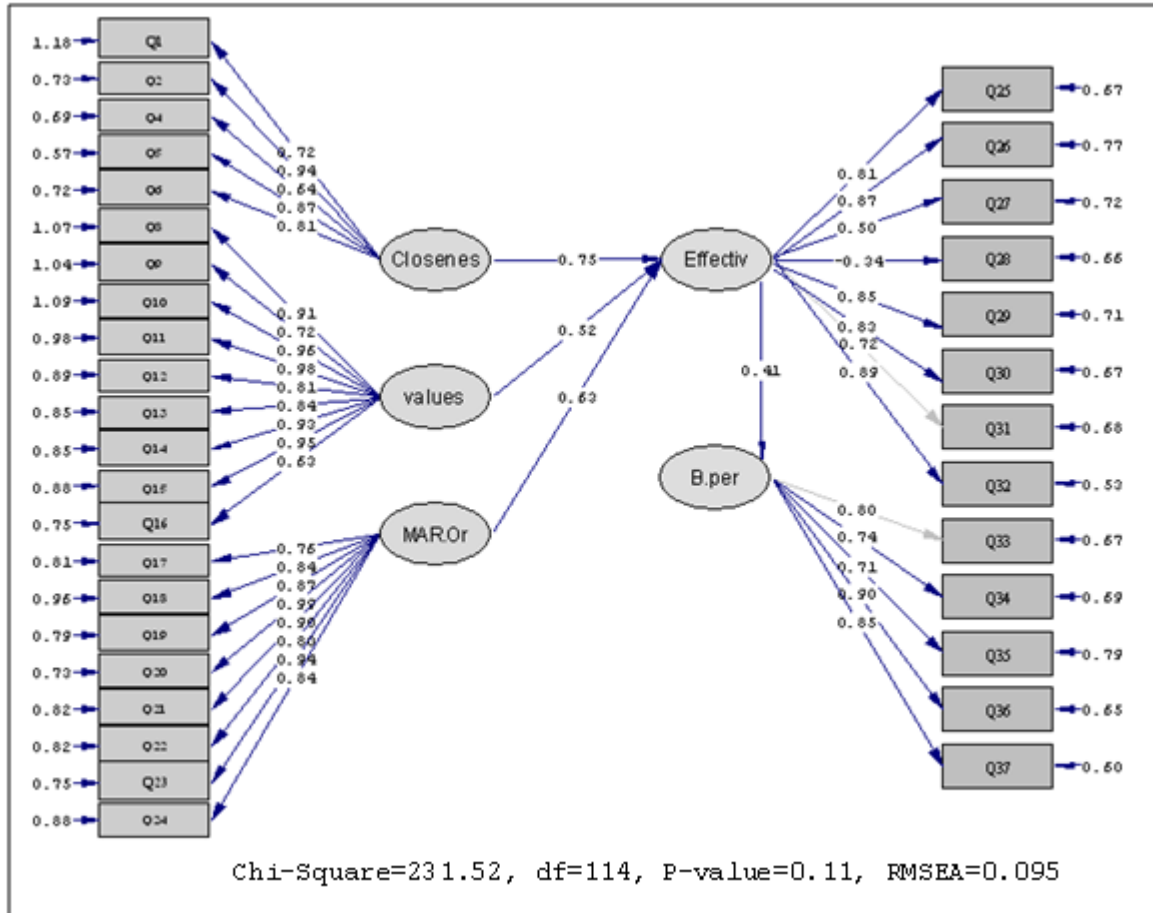 1.18 Q1
0.73 Q2
0.69 Q4
0.57 Q5
0.72 Q6
1.07 Q8
1.04 Q9
1.09 Q10
0.98 Q11
0.89 Q12
0.85 Q13
0.85 Q14
0.88 Q15
0.75 Q16
0.81 Q17
0.96 Q18
0.79 Q19
0.73 Q20
0.82 Q21
0.82 Q22
0.75 Q23
0.88 Q24
0.72
0.94
0.64
0.87
0.81
0.91
0.72
0.96
0.98
0.81
0.84
0.93
0.95
0.63
0.76
0.84
0.87
0.99
0.90
0.80
0.94
0.84
Closenes
values
MAR.Or
0.75
0.52
0.63
Effectiv
0.41
B.per
0.81
0.87
0.50
-0.34
0.85
0.83
0.72
0.89
0.80
0.74
0.71
0.90
0.85
Q25 0.67
Q26 0.77
Q27 0.72
Q28 0.66
Q29 0.71
Q30 0.67
Q31 0.68
Q32 0.53
Q33 0.67
Q34 0.69
Q35 0.79
Q36 0.65
Q37 0.60
Chi-Square=231.52, df=114, P-value=0.11, RMSEA=0.095